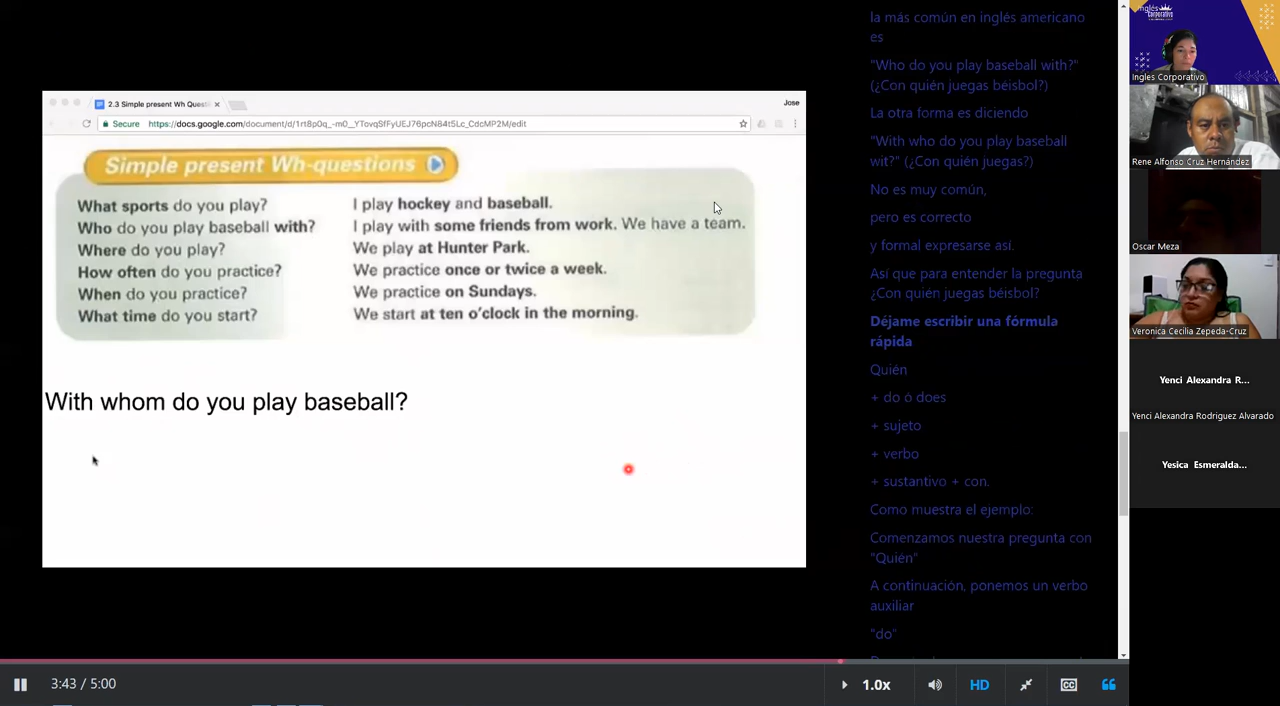 2.3 Simple present Wh Quest
Jose
Secure
https://docs.google.com/document/d/1rt8p0q_-m0__YTovqSfFyUEJ76pcN84t5Lc_CdcMP2M/edit
Simple present Wh-questions
What sports do you play? I play hockey and baseball.
Who do you play baseball with? I play with some friends from work. We have a team.
Where do you play? We play at Hunter Park.
How often do you practice? We practice once or twice a week.
When do you practice? We practice on Sundays.
What time do you start? We start at ten o'clock in the morning.
With whom do you play baseball?
la más común en inglés americano
es
"Who do you play baseball with?"
(¿Con quién juegas béisbol?)
La otra forma es diciendo
"With who do you play baseball
wit?" (¿Con quién juegas?)
No es muy común,
pero es correcto
y formal expresarse así.
Así que para entender la pregunta
¿Con quién juegas béisbol?
Déjame escribir una fórmula
rápida
Quién
+ do ó does
+ sujeto
+ verbo
+ sustantivo + con.
Como muestra el ejemplo:
Comenzamos nuestra pregunta con
"Quién"
A continuación, ponemos un verbo
auxiliar
"do"
Inglés
Corporativo
Ingles Corporativo
Rene Alfonso Cruz Hernández
Oscar Meza
Veronica Cecilia Zepeda-Cruz
Yenci Alexandra R...
Yenci Alexandra Rodriguez Alvarado
Yesica Esmeralda...
3:43 / 5:00
1.0x
HD
CC